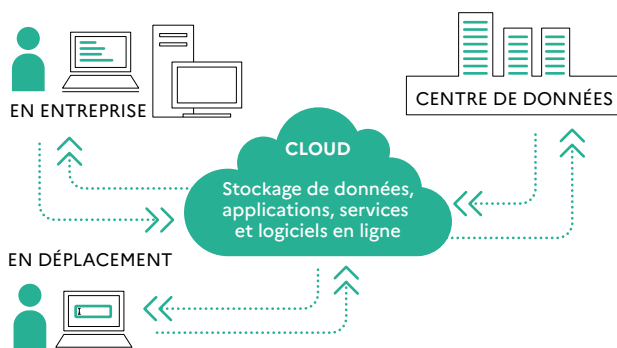 EN ENTREPRISE
CENTRE DE DONNÉES
CLOUD
Stockage de données,
applications, services
et logiciels en ligne
EN DÉPLACEMENT